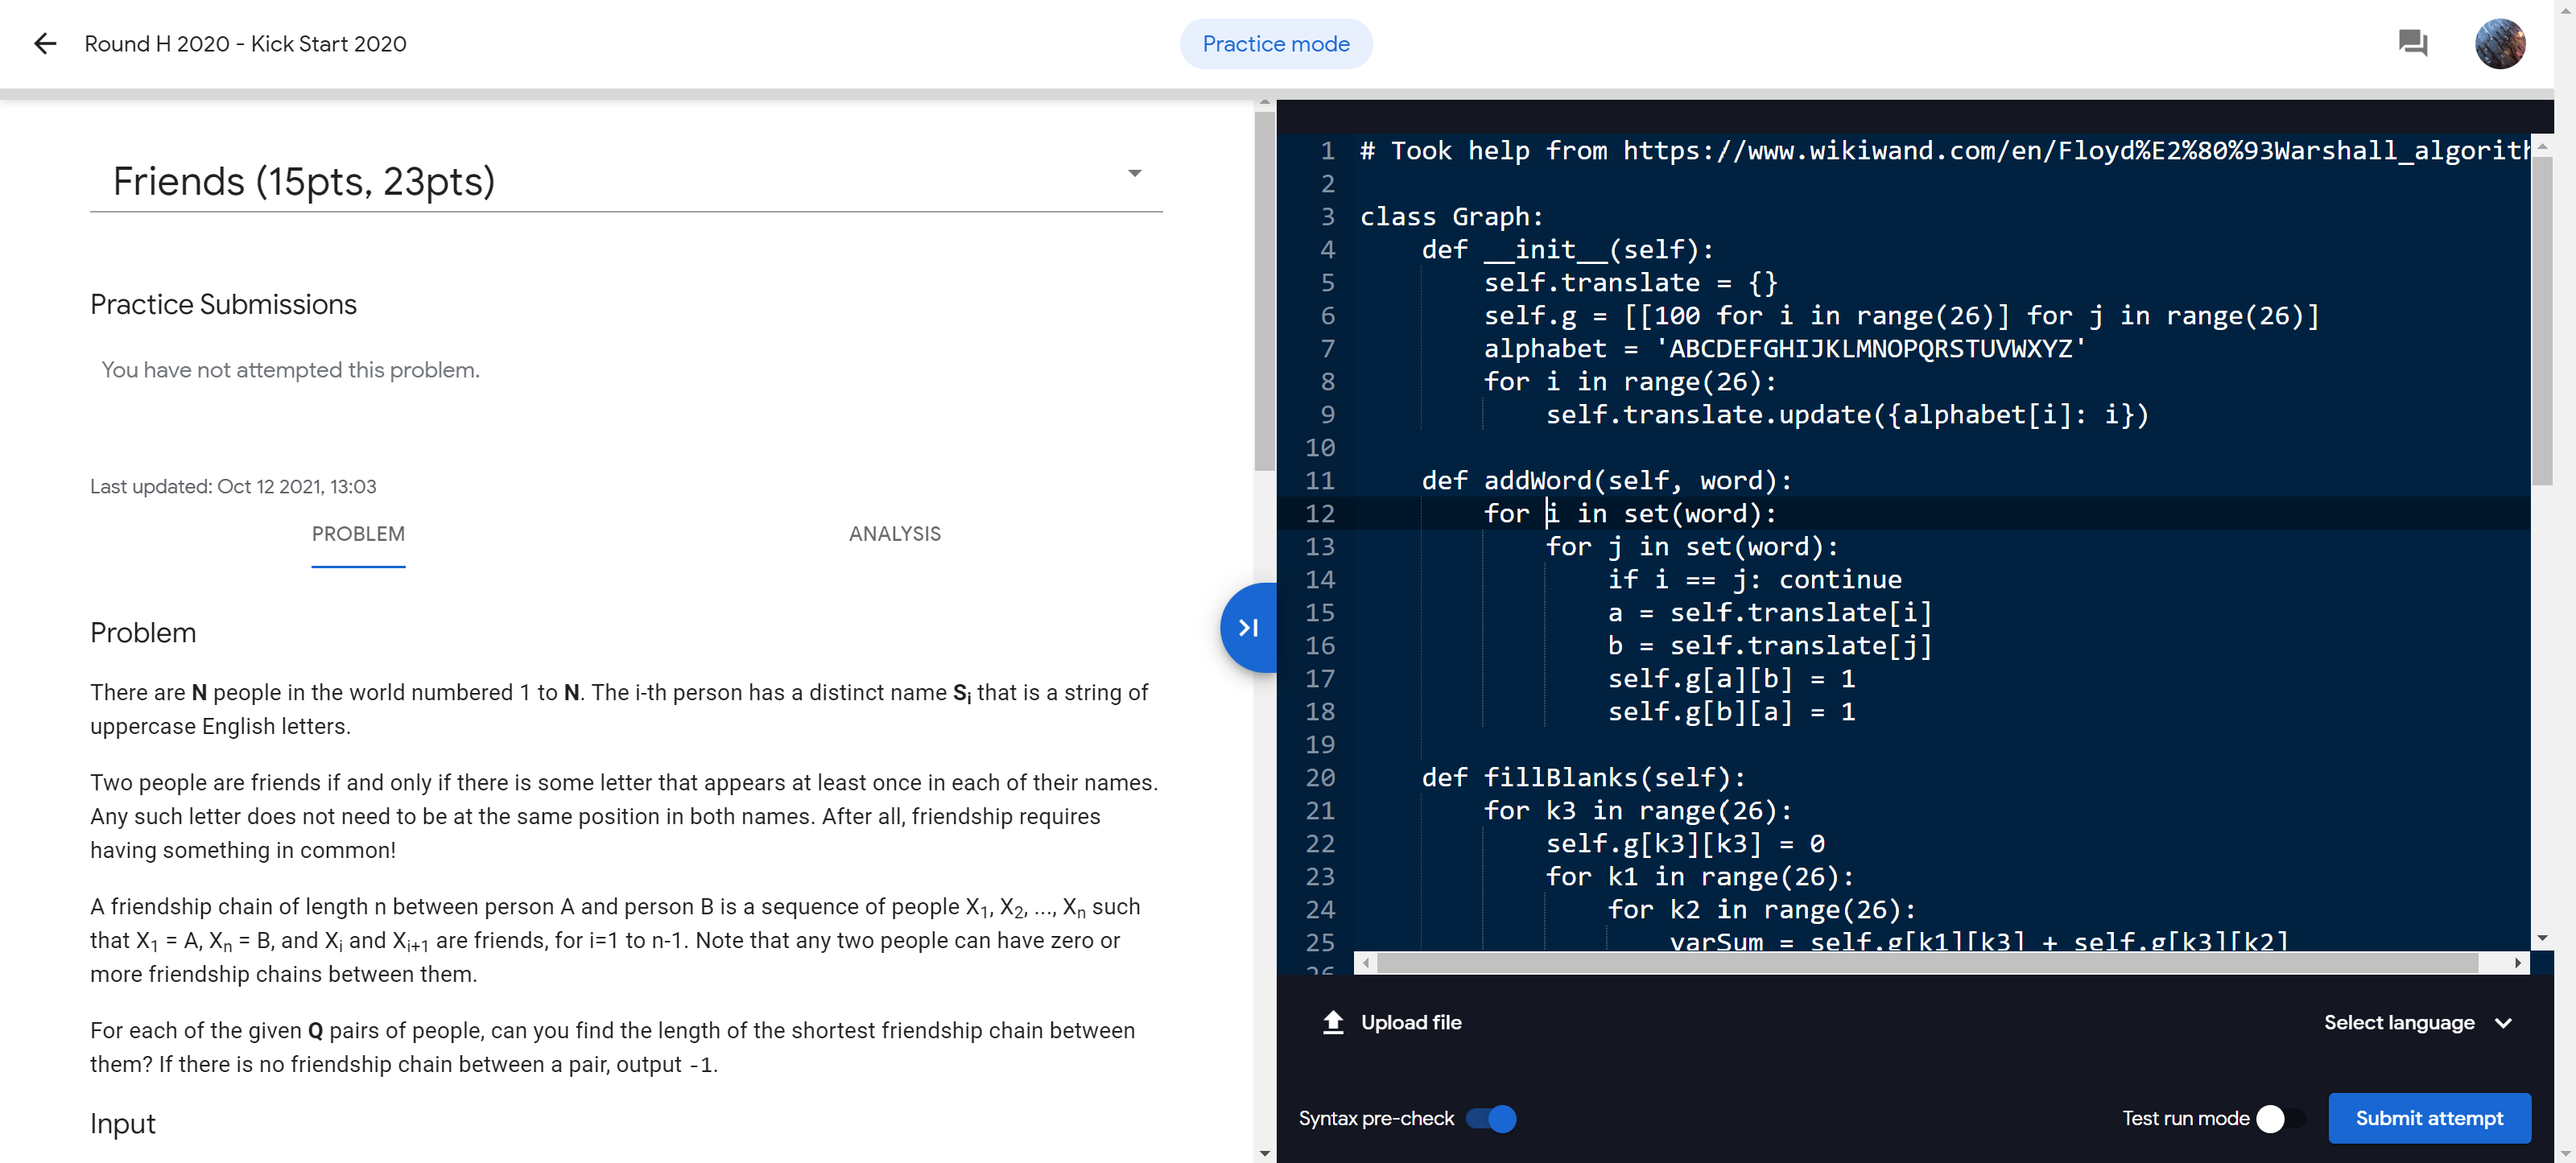 Round H 2020 - Kick Start 2020
Practice mode
Friends (15pts, 23pts)
Practice Submissions
You have not attempted this problem.
Last updated: Oct 12 2021, 13:03
PROBLEM
ANALYSIS
Problem
There are N people in the world numbered 1 to N. The i-th person has a distinct name Si that is a string of
uppercase English letters.
Two people are friends if and only if there is some letter that appears at least once in each of their names.
Any such letter does not need to be at the same position in both names. After all, friendship requires
having something in common!
A friendship chain of length n between person A and person B is a sequence of people X1, X2, ..., Xn such
that X1 = A, Xn = B, and Xi and Xi+1 are friends, for i=1 to n-1. Note that any two people can have zero or
more friendship chains between them.
For each of the given Q pairs of people, can you find the length of the shortest friendship chain between
them? If there is no friendship chain between a pair, output -1.
Input
1 # Took help from https://www.wikiwand.com/en/Floyd%E2%80%93Warshall_algorith
2
3 class Graph:
4     def __init__(self):
5         self.translate = {}
6         self.g = [[100 for i in range(26)] for j in range(26)]
7         alphabet = 'ABCDEFGHIJKLMNOPQRSTUVWXYZ'
8         for i in range(26):
9             self.translate.update({alphabet[i]: i})
10
11     def addWord(self, word):
12         for i in set(word):
13             for j in set(word):
14                 if i == j: continue
15                 a = self.translate[i]
16                 b = self.translate[j]
17                 self.g[a][b] = 1
18                 self.g[b][a] = 1
19
20     def fillBlanks(self):
21         for k3 in range(26):
22             self.g[k3][k3] = 0
23             for k1 in range(26):
24                 for k2 in range(26):
25                     varSum = self.g[k1][k3] + self.g[k3][k2]
26
Upload file
Select language
Syntax pre-check
Test run mode
Submit attempt